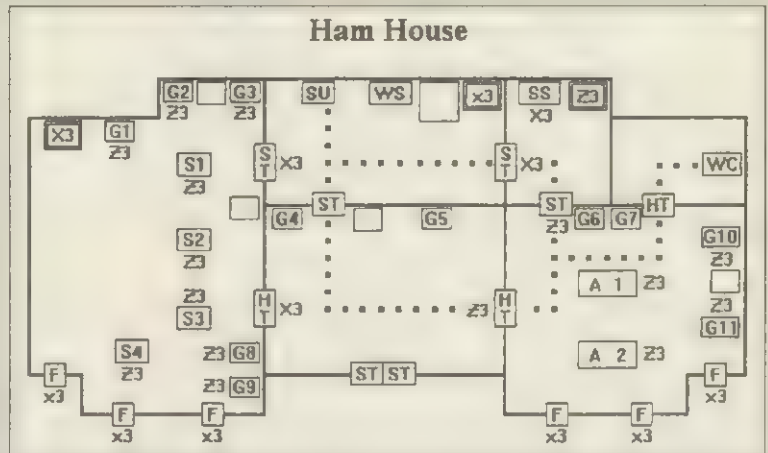 Ham House
G2 G3 SU WS x3 SS Z3
Z3 Z3 X3
X3 G1
Z3
S1 S T X3 S T X3 WC
Z3
ST ST HT
G4 G5 Z3 G6 G7
S2 G10
Z3 Z3
A 1 Z3
Z3 Z3
S3 H T X3 Z3 H T G11
S4 Z3 G8 A 2 Z3
Z3
F ST ST F
x3 Z3 G9 x3
F F F F
x3 x3 x3 x3